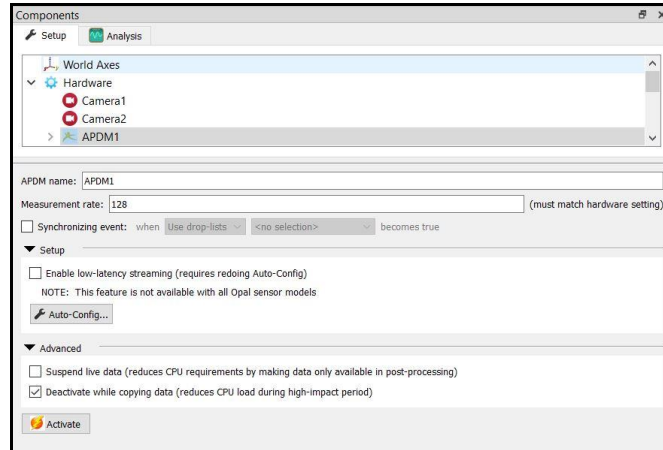 Components
Setup Analysis
World Axes
Hardware
Camera1
Camera2
APDM1
APDM name: APDM1
Measurement rate: 128 (must match hardware setting)
Synchronizing event: when Use drop-lists <no selection> becomes true
Setup
Enable low-latency streaming (requires redoing Auto-Config)
NOTE: This feature is not available with all Opal sensor models
Auto-Config...
Advanced
Suspend live data (reduces CPU requirements by making data only available in post-processing)
Deactivate while copying data (reduces CPU load during high-impact period)
Activate